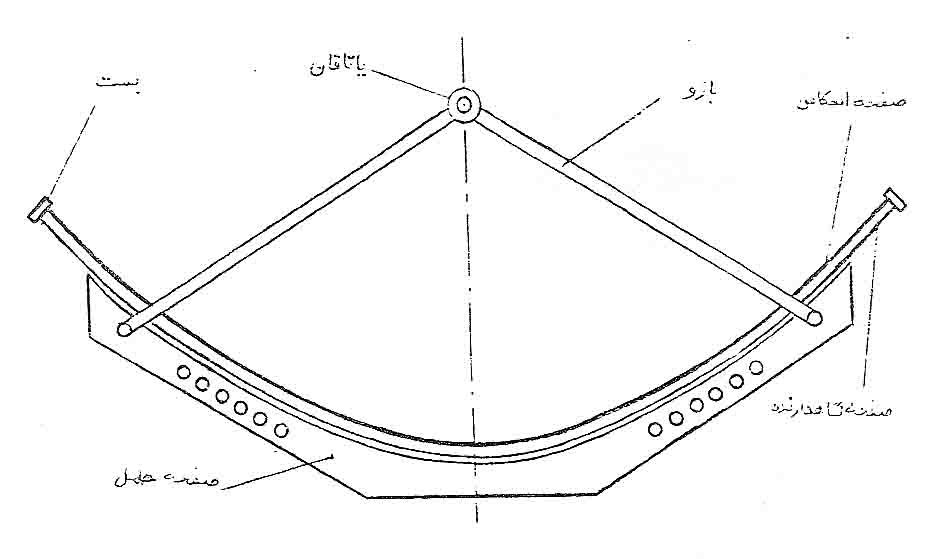 یاتاقان
بازو
بست
صفحه انعکاس
صفحه نگهدارنده
صفحه حامل